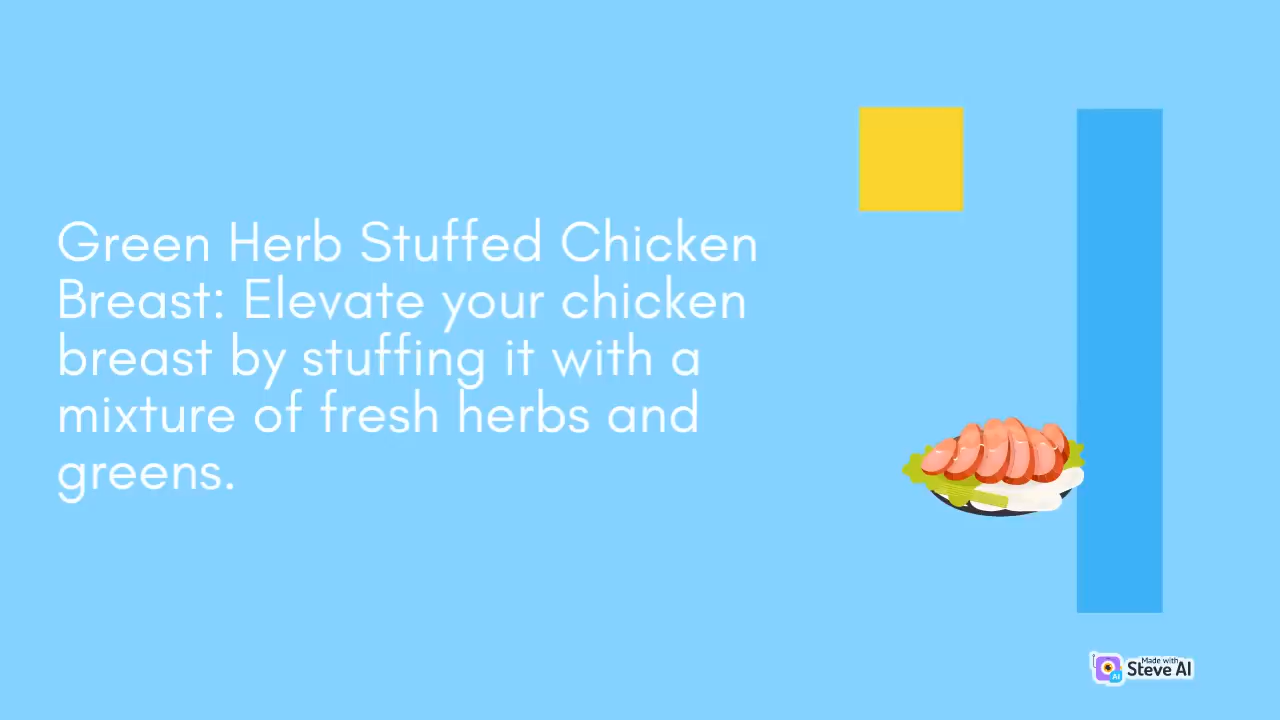 Green Herb Stuffed Chicken
Breast: Elevate your chicken
breast by stuffing it with a
mixture of fresh herbs and
greens.
Made with
Steve AI
AI